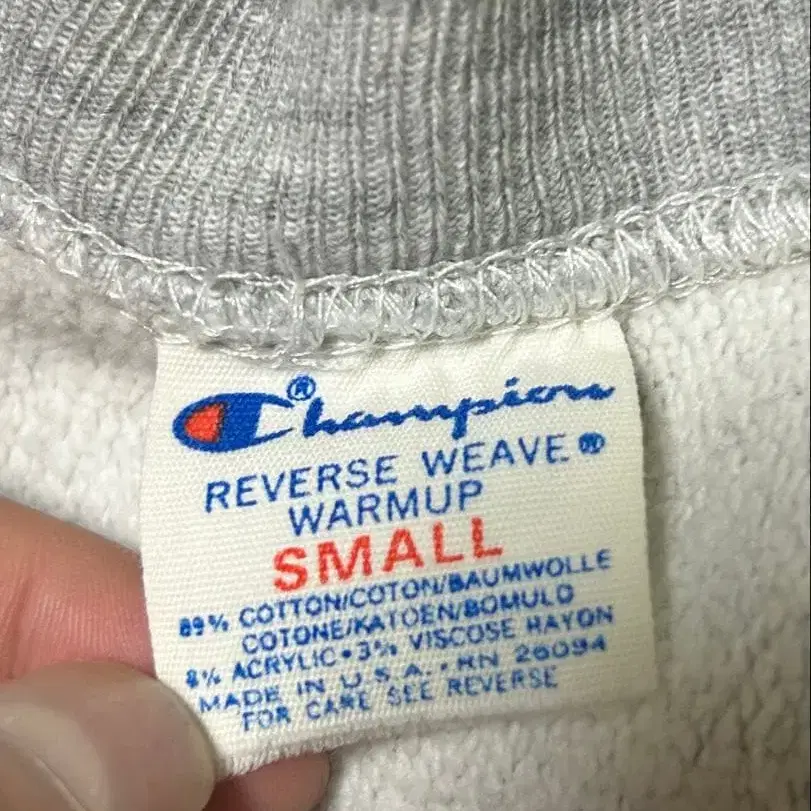 Champion®
REVERSE WEAVE®
WARMUP
SMALL
89% COTTON/COTON/BAUMWOLLE
COTONE/KATOEN/BOMULD
8% ACRYLIC • 3% VISCOSE RAYON
MADE IN U.S.A. • RN 26094
FOR CARE SEE REVERSE